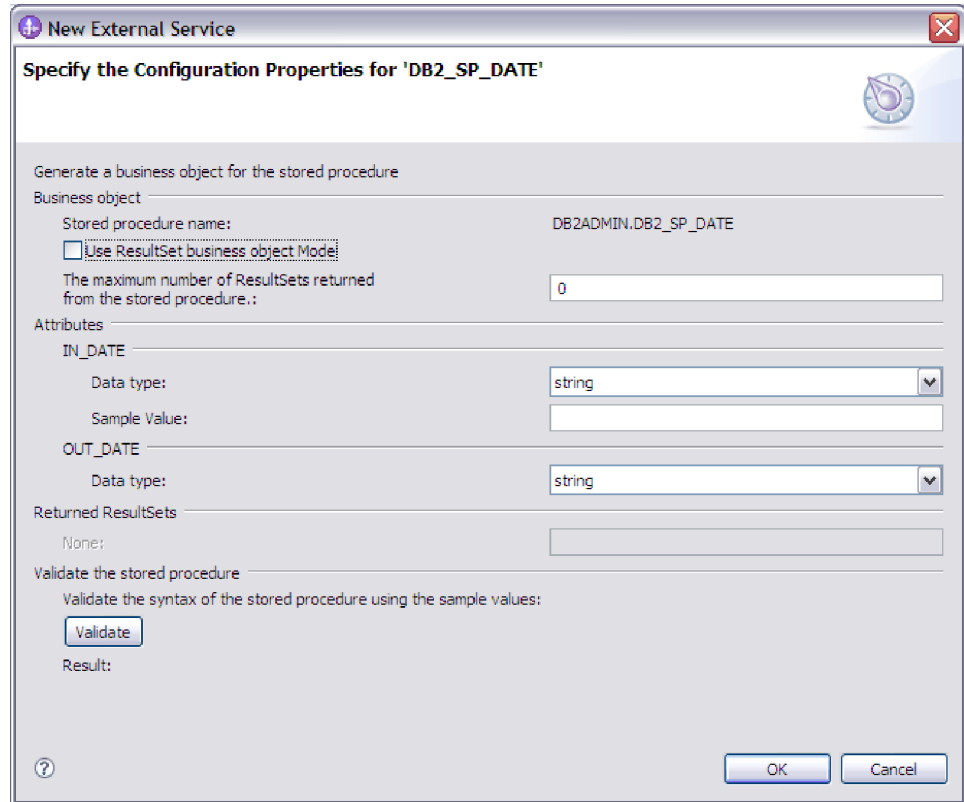 New External Service
Specify the Configuration Properties for 'DB2_SP_DATE'
Generate a business object for the stored procedure
Business object
Stored procedure name: DB2ADMIN.DB2_SP_DATE
Use ResultSet business object Mode
The maximum number of ResultSets returned
from the stored procedure.: 0
Attributes
IN_DATE
Data type: string
Sample Value:
OUT_DATE
Data type: string
Returned ResultSets
None:
Validate the stored procedure
Validate the syntax of the stored procedure using the sample values:
Validate
Result:
? OK Cancel